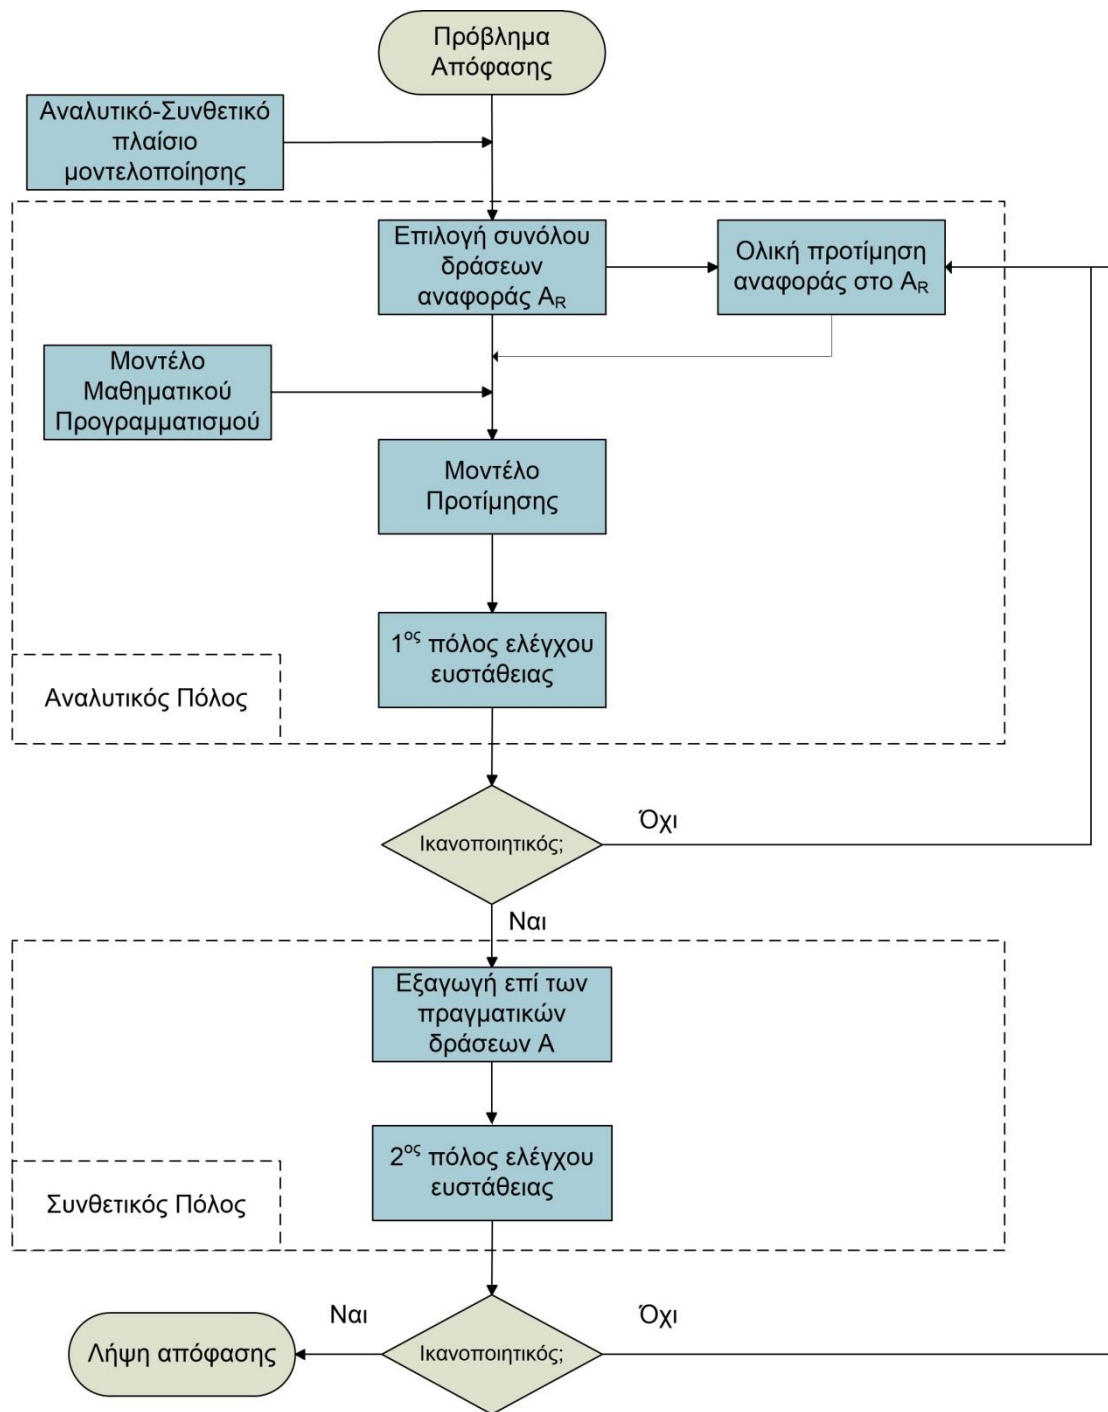 Πρόβλημα
Απόφασης
Αναλυτικό-Συνθετικό
πλαίσιο
μοντελοποίησης
Επιλογή συνόλου
δράσεων
αναφοράς A_R
Ολική προτίμηση
αναφοράς στο A_R
Μοντέλο
Μαθηματικού
Προγραμματισμού
Μοντέλο
Προτίμησης
1ος πόλος ελέγχου
ευστάθειας
Αναλυτικός Πόλος
Ικανοποιητικός;
Όχι
Ναι
Εξαγωγή επί των
πραγματικών
δράσεων Α
2ος πόλος ελέγχου
ευστάθειας
Συνθετικός Πόλος
Ναι
Όχι
Λήψη απόφασης
Ικανοποιητικός;